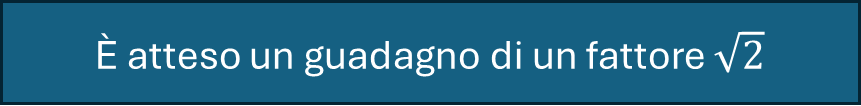 È atteso un guadagno di un fattore √2